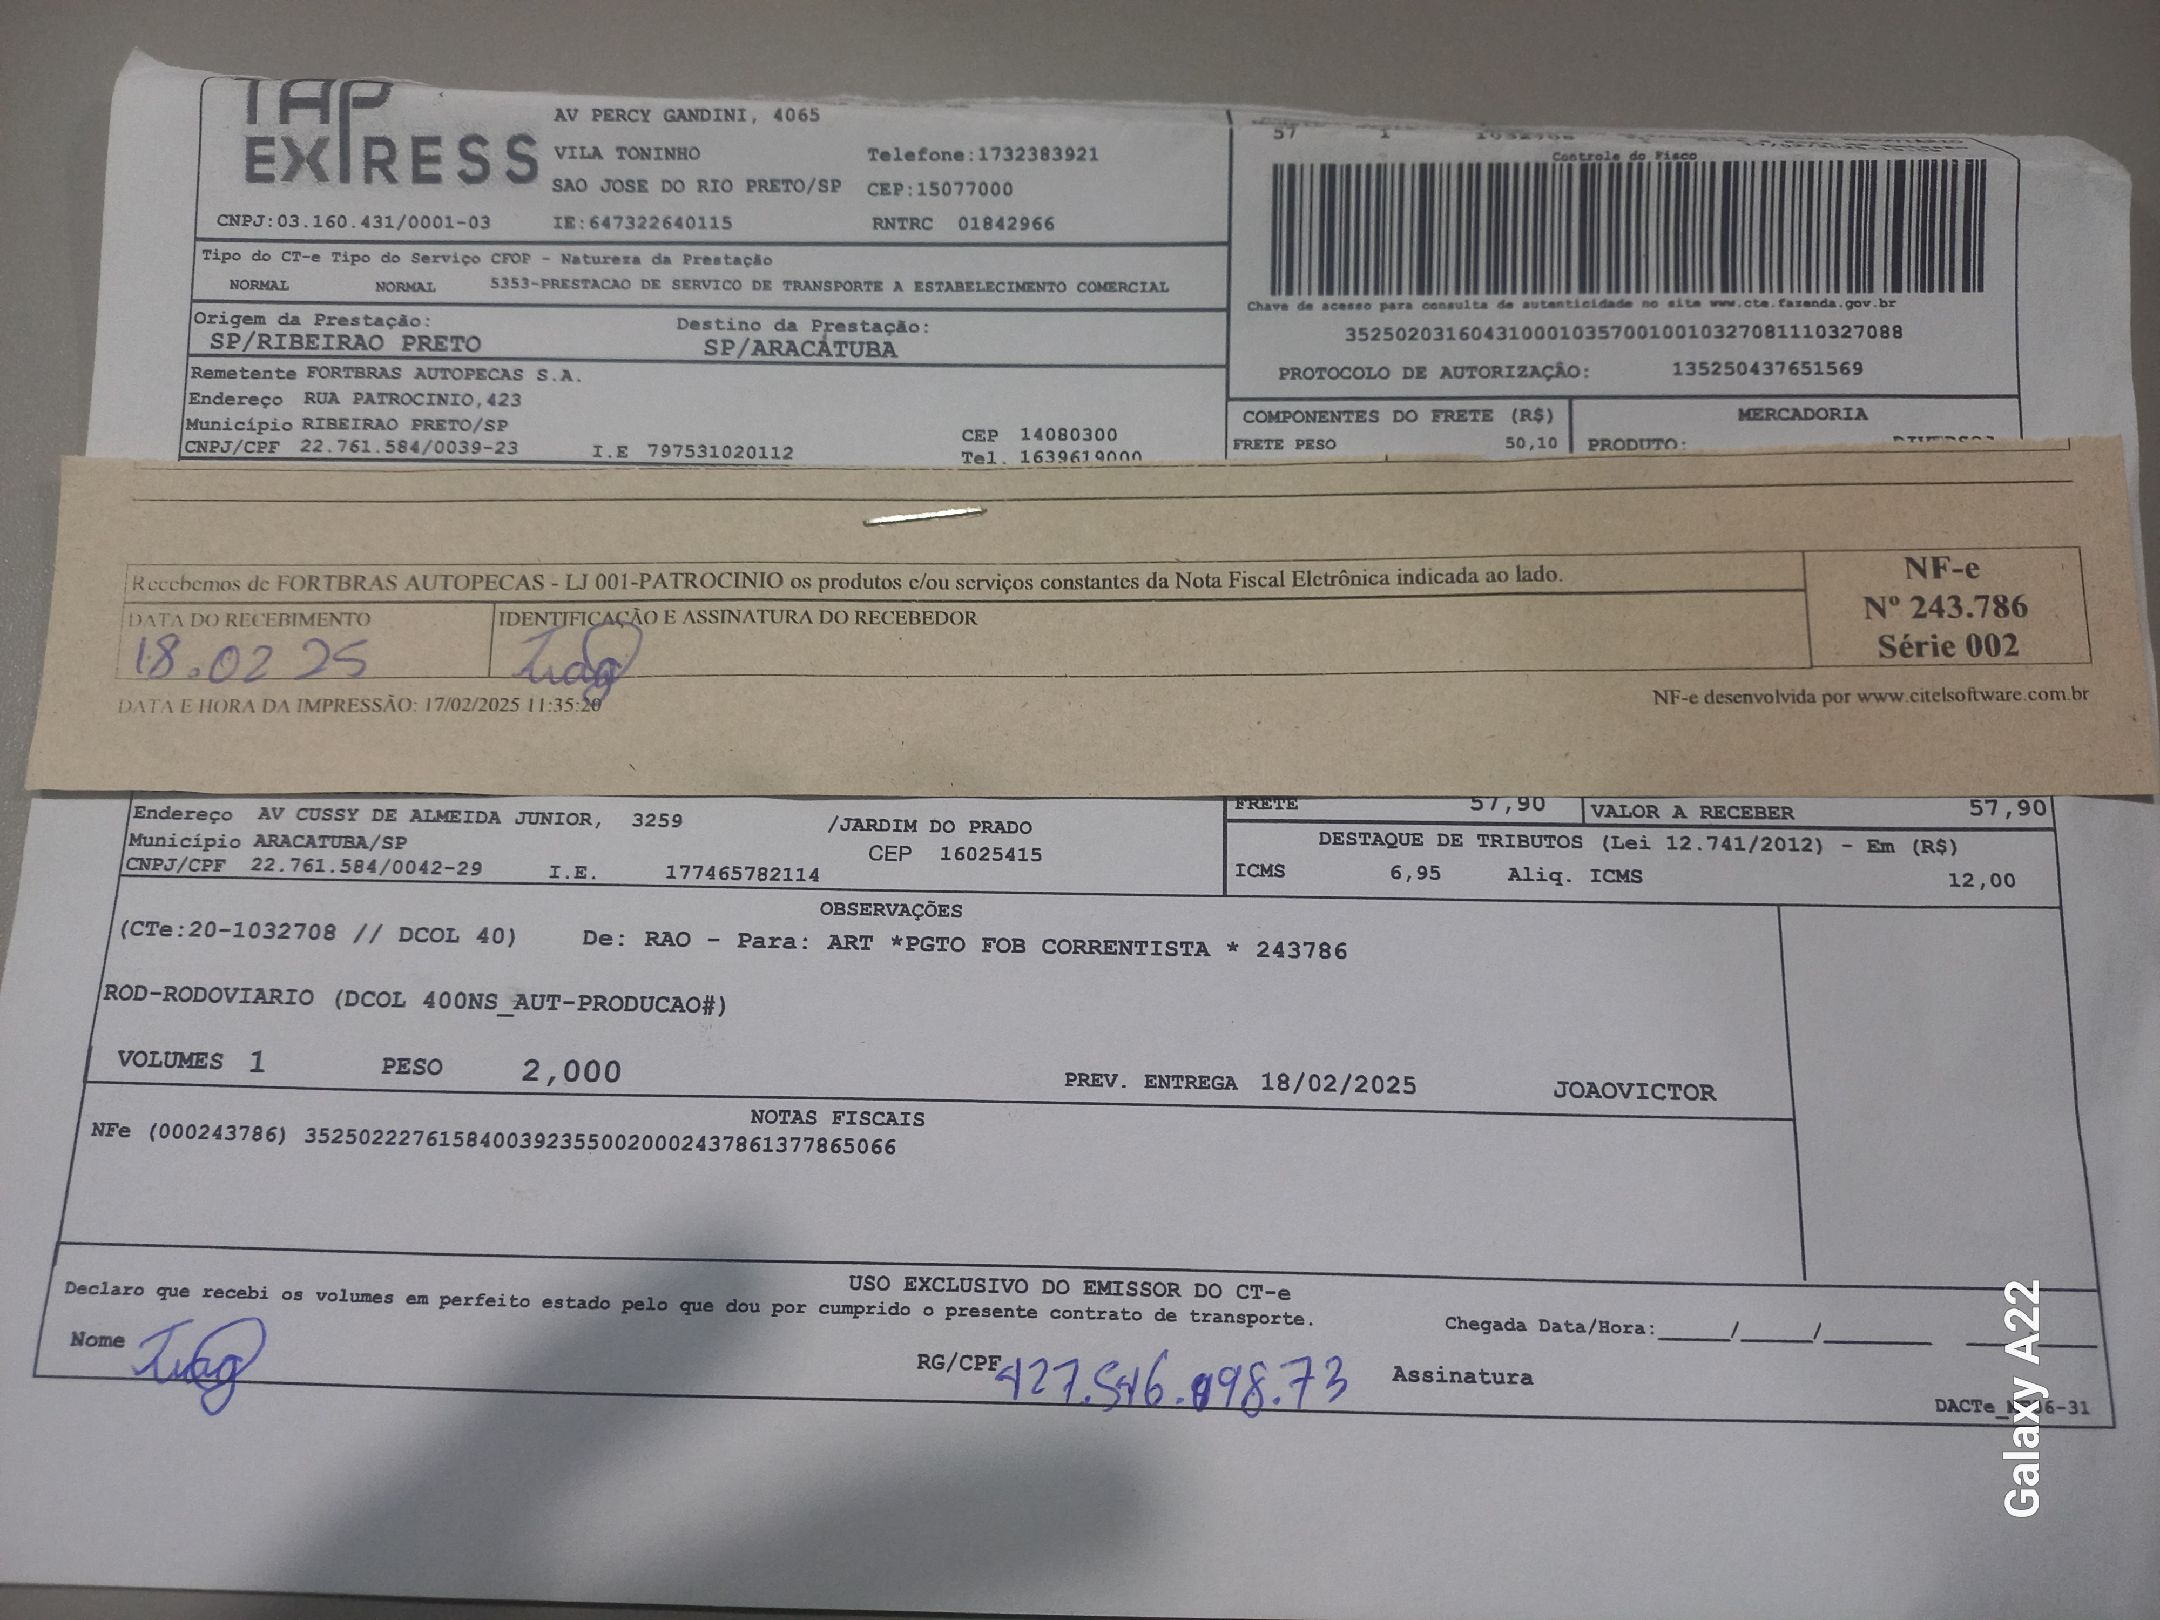 TAP
EXPRESS
AV PERCY GANDINI, 4065
VILA TONINHO Telefone:1732383921
SAO JOSE DO RIO PRETO/SP CEP:15077000
CNPJ:03.160.431/0001-03 IE:647322640115 RNTRC 01842966
57 1
Controle do Fisco
Tipo do CT-e Tipo do Serviço CFOP - Natureza da Prestação
NORMAL NORMAL 5353-PRESTACAO DE SERVICO DE TRANSPORTE A ESTABELECIMENTO COMERCIAL
Chave de acesso para consulta de autenticidade no site www.cte.fazenda.gov.br
35250203160431000103570010010327081110327088
PROTOCOLO DE AUTORIZAÇÃO: 135250437651569
Origem da Prestação: Destino da Prestação:
SP/RIBEIRAO PRETO SP/ARACATUBA
Remetente FORTBRAS AUTOPECAS S.A.
Endereço RUA PATROCINIO,423
Município RIBEIRAO PRETO/SP CEP 14080300
CNPJ/CPF 22.761.584/0039-23 I.E 797531020112 Tel. 1639619000
COMPONENTES DO FRETE (R$) MERCADORIA
FRETE PESO 50,10 PRODUTO:
Recebemos de FORTBRAS AUTOPECAS - LJ 001-PATROCINIO os produtos e/ou serviços constantes da Nota Fiscal Eletrônica indicada ao lado.
NF-e
Nº 243.786
Série 002
DATA DO RECEBIMENTO IDENTIFICAÇÃO E ASSINATURA DO RECEBEDOR
18.02 25
DATA E HORA DA IMPRESSÃO: 17/02/2025 11:35:20 NF-e desenvolvida por www.citelsoftware.com.br
FRETE 57,90 VALOR A RECEBER 57,90
Endereço AV CUSSY DE ALMEIDA JUNIOR, 3259 /JARDIM DO PRADO
Município ARACATUBA/SP CEP 16025415
CNPJ/CPF 22.761.584/0042-29 I.E. 177465782114
DESTAQUE DE TRIBUTOS (Lei 12.741/2012) - Em (R$)
ICMS 6,95 Aliq. ICMS 12,00
OBSERVAÇÕES
(CTe:20-1032708 // DCOL 40) De: RAO - Para: ART *PGTO FOB CORRENTISTA * 243786
ROD-RODOVIARIO (DCOL 400NS_AUT-PRODUCAO#)
VOLUMES 1 PESO 2,000 PREV. ENTREGA 18/02/2025 JOAOVICTOR
NOTAS FISCAIS
NFe (000243786) 35250222761584003923550020002437861377865066
USO EXCLUSIVO DO EMISSOR DO CT-e
Declaro que recebi os volumes em perfeito estado pelo que dou por cumprido o presente contrato de transporte.
Nome RG/CPF Assinatura
Chegada Data/Hora:_____/_____/________
Galaxy A22